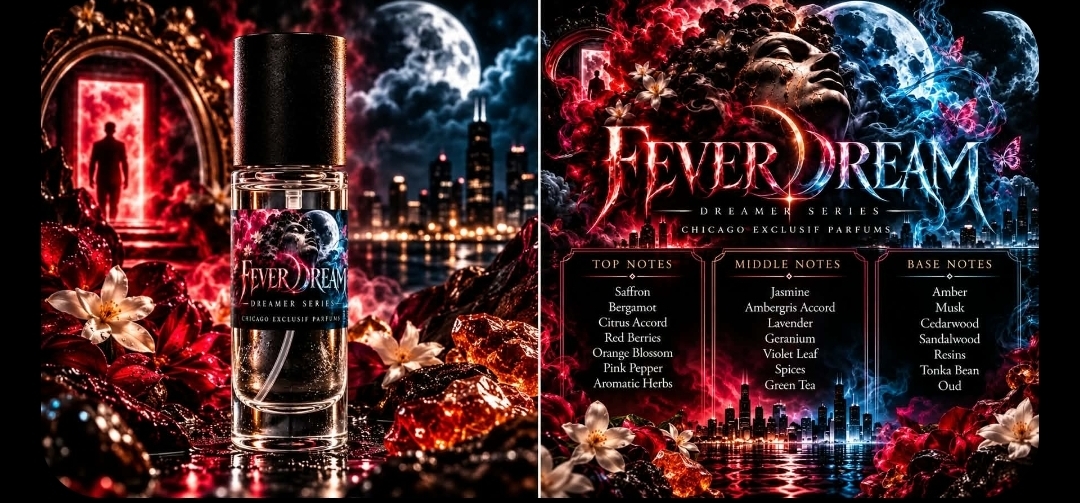 FEVER DREAM
DREAMER SERIES
CHICAGO EXCLUSIF PARFUMS
FEVER DREAM
DREAMER SERIES
CHICAGO EXCLUSIF PARFUMS
TOP NOTES
Saffron
Bergamot
Citrus Accord
Red Berries
Orange Blossom
Pink Pepper
Aromatic Herbs
MIDDLE NOTES
Jasmine
Ambergris Accord
Lavender
Geranium
Violet Leaf
Spices
Green Tea
BASE NOTES
Amber
Musk
Cedarwood
Sandalwood
Resins
Tonka Bean
Oud